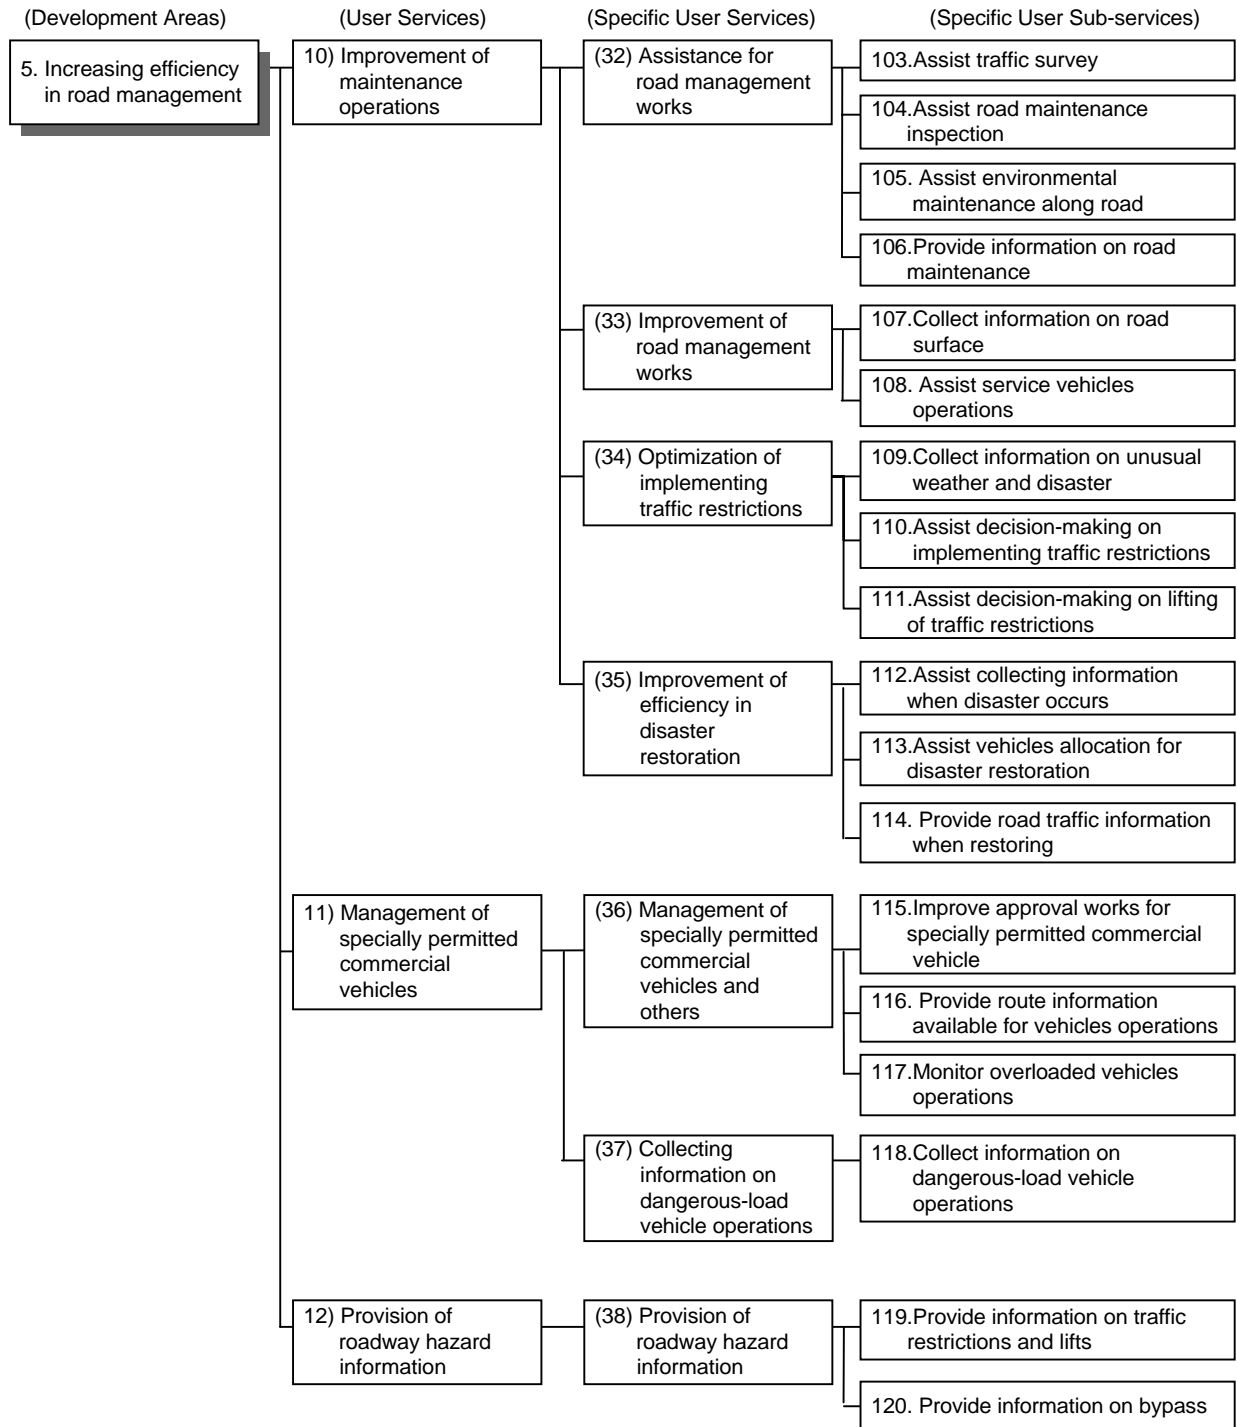 (Development Areas)
(User Services)
(Specific User Services)
(Specific User Sub-services)
5. Increasing efficiency
in road management
10) Improvement of
maintenance
operations
(32) Assistance for
road management
works
103.Assist traffic survey
104.Assist road maintenance
inspection
105. Assist environmental
maintenance along road
106.Provide information on road
maintenance
(33) Improvement of
road management
works
107.Collect information on road
surface
108. Assist service vehicles
operations
(34) Optimization of
implementing
traffic restrictions
109.Collect information on unusual
weather and disaster
110.Assist decision-making on
implementing traffic restrictions
111.Assist decision-making on lifting
of traffic restrictions
(35) Improvement of
efficiency in
disaster
restoration
112.Assist collecting information
when disaster occurs
113.Assist vehicles allocation for
disaster restoration
114. Provide road traffic information
when restoring
11) Management of
specially permitted
commercial
vehicles
(36) Management of
specially permitted
commercial
vehicles and
others
115.Improve approval works for
specially permitted commercial
vehicle
116. Provide route information
available for vehicles operations
117.Monitor overloaded vehicles
operations
(37) Collecting
information on
dangerous-load
vehicle operations
118.Collect information on
dangerous-load vehicle
operations
12) Provision of
roadway hazard
information
(38) Provision of
roadway hazard
information
119.Provide information on traffic
restrictions and lifts
120. Provide information on bypass